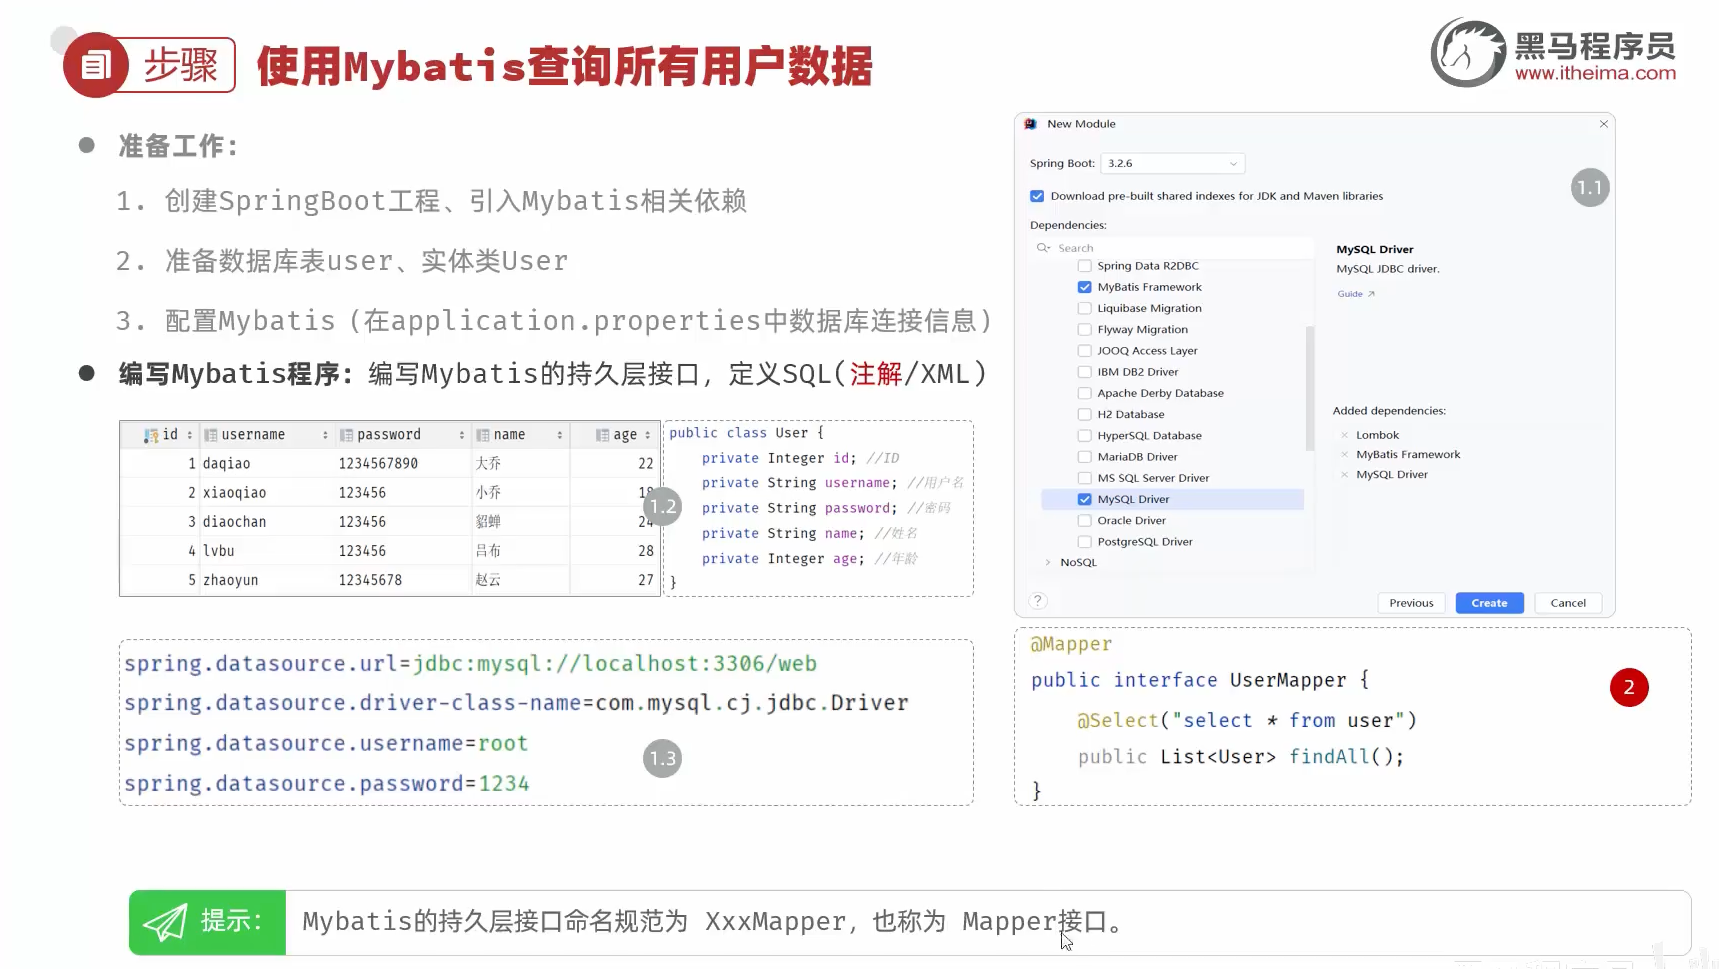 步骤
使用Mybatis查询所有用户数据
黑马程序员
www.itheima.com
准备工作：
1. 创建SpringBoot工程、引入Mybatis相关依赖
2. 准备数据库表user、实体类User
3. 配置Mybatis（在application.properties中数据库连接信息）
编写Mybatis程序：编写Mybatis的持久层接口，定义SQL(注解/XML)
id username password name age
1 daqiao 1234567890 大乔 22
2 xiaoqiao 123456 小乔
3 diaochan 123456 貂蝉 24
4 lvbu 123456 吕布 28
5 zhaoyun 12345678 赵云 27
1.2
public class User {
private Integer id; //ID
private String username; //用户名
private String password; //密码
private String name; //姓名
private Integer age; //年龄
}
spring.datasource.url=jdbc:mysql://localhost:3306/web
spring.datasource.driver-class-name=com.mysql.cj.jdbc.Driver
spring.datasource.username=root
spring.datasource.password=1234
1.3
New Module
Spring Boot: 3.2.6
1.1
Download pre-built shared indexes for JDK and Maven libraries
Dependencies:
Search
Spring Data R2DBC
MyBatis Framework
Liquibase Migration
Flyway Migration
JOOQ Access Layer
IBM DB2 Driver
Apache Derby Database
H2 Database
HyperSQL Database
MariaDB Driver
MS SQL Server Driver
MySQL Driver
Oracle Driver
PostgreSQL Driver
NoSQL
MySQL Driver
MySQL JDBC driver.
Guide
Added dependencies:
Lombok
MyBatis Framework
MySQL Driver
?
Previous Create Cancel
@Mapper
public interface UserMapper {
@Select("select * from user")
public List<User> findAll();
}
2
提示：
Mybatis的持久层接口命名规范为 XxxMapper，也称为 Mapper接口。